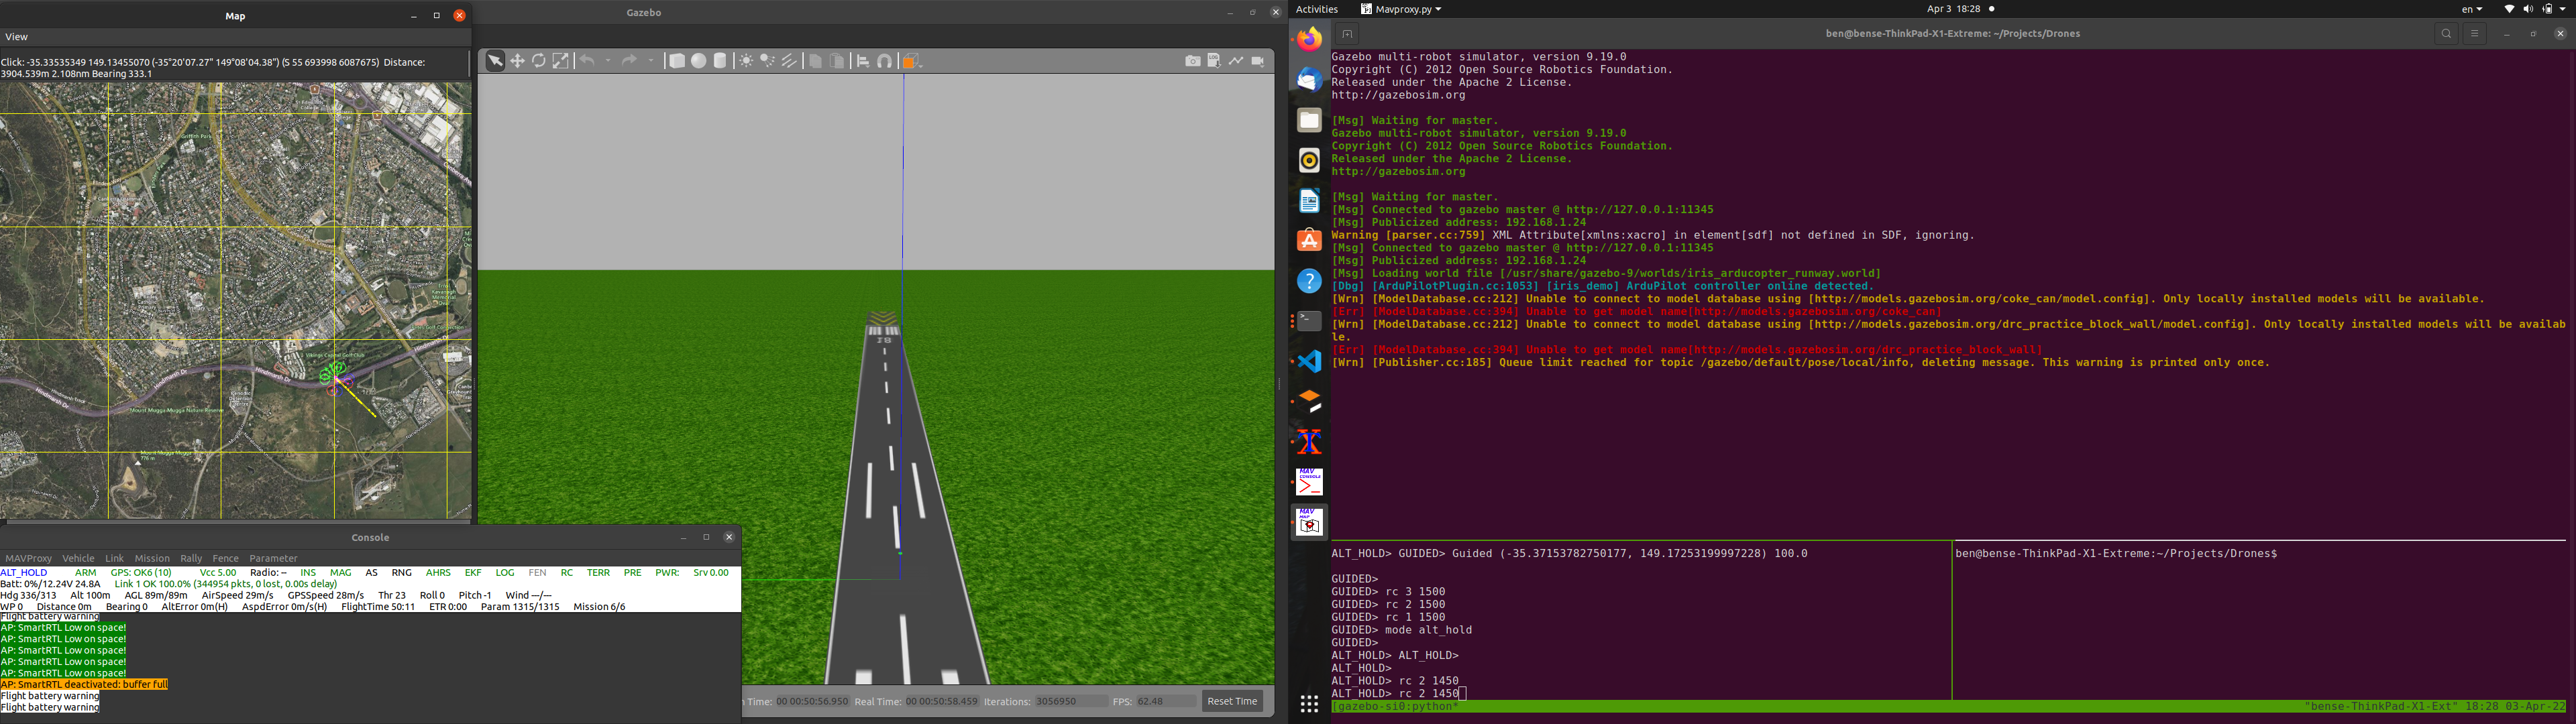 Map
View
Click: -35.33535349 149.13455070 (-35°20'07.27" 149°08'04.38") (S 55 693998 6087675) Distance:
3904.539m 2.108nm Bearing 333.1
Griffith Park
Hindmarsh Dr
Hindmarsh Dr
Mount Mugga Mugga Nature Reserve
776 m
Gazebo
Real Time:
00 00:50:56.950
Time:
00 00:50:58.459
Iterations:
3056950
FPS:
62.48
Reset Time
Console
MAVProxy Vehicle Link Mission Rally Fence Parameter
ALT_HOLD ARM GPS: OK6 (10) Vcc 5.00 Radio: -- INS MAG AS RNG AHRS EKF LOG FEN RC TERR PRE PWR: Srv 0.00
Batt: 0%/12.24V 24.8A Link 1 OK 100.0% (344954 pkts, 0 lost, 0.00s delay)
Hdg 336/313 Alt 100m AGL 89m/89m AirSpeed 29m/s GPSSpeed 28m/s Thr 23 Roll 0 Pitch -1 Wind ---/---
WP 0 Distance 0m Bearing 0 AltError 0m(H) AspdError 0m/s(H) FlightTime 50:11 ETR 0:00 Param 1315/1315 Mission 6/6
Flight battery warning
AP: SmartRTL Low on space!
AP: SmartRTL Low on space!
AP: SmartRTL Low on space!
AP: SmartRTL Low on space!
AP: SmartRTL Low on space!
AP: SmartRTL deactivated: buffer full
Flight battery warning
Flight battery warning
Activities Mavproxy.py Apr 3 18:28 en
ben@bense-ThinkPad-X1-Extreme: ~/Projects/Drones
Gazebo multi-robot simulator, version 9.19.0
Copyright (C) 2012 Open Source Robotics Foundation.
Released under the Apache 2 License.
http://gazebosim.org
[Msg] Waiting for master.
Gazebo multi-robot simulator, version 9.19.0
Copyright (C) 2012 Open Source Robotics Foundation.
Released under the Apache 2 License.
http://gazebosim.org
[Msg] Waiting for master.
[Msg] Connected to gazebo master @ http://127.0.0.1:11345
[Msg] Publicized address: 192.168.1.24
Warning [parser.cc:759] XML Attribute[xmlns:xacro] in element[sdf] not defined in SDF, ignoring.
[Msg] Connected to gazebo master @ http://127.0.0.1:11345
[Msg] Publicized address: 192.168.1.24
[Msg] Loading world file [/usr/share/gazebo-9/worlds/iris_arducopter_runway.world]
[Dbg] [ArduPilotPlugin.cc:1053] [iris_demo] ArduPilot controller online detected.
[Wrn] [ModelDatabase.cc:212] Unable to connect to model database using [http://models.gazebosim.org/coke_can/model.config]. Only locally installed models will be available.
[Err] [ModelDatabase.cc:394] Unable to get model name[http://models.gazebosim.org/coke_can]
[Wrn] [ModelDatabase.cc:212] Unable to connect to model database using [http://models.gazebosim.org/drc_practice_block_wall/model.config]. Only locally installed models will be availab
le.
[Err] [ModelDatabase.cc:394] Unable to get model name[http://models.gazebosim.org/drc_practice_block_wall]
[Wrn] [Publisher.cc:185] Queue limit reached for topic /gazebo/default/pose/local/info, deleting message. This warning is printed only once.
MAV
CONSOLE
MAV
MAP
ALT_HOLD> GUIDED> Guided (-35.37153782750177, 149.17253199997228) 100.0
GUIDED>
GUIDED> rc 3 1500
GUIDED> rc 2 1500
GUIDED> rc 1 1500
GUIDED> mode alt_hold
GUIDED>
ALT_HOLD> ALT_HOLD>
ALT_HOLD>
ALT_HOLD> rc 2 1450
ALT_HOLD> rc 2 1450
ben@bense-ThinkPad-X1-Extreme:~/Projects/Drones$
[gazebo-si0:python* "bense-ThinkPad-X1-Ext" 18:28 03-Apr-22